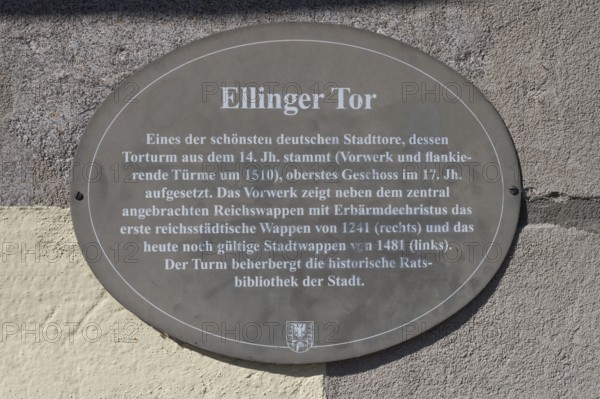 Ellinger Tor
Eines der schönsten deutschen Stadttore, dessen
Torturm aus dem 14. Jh. stammt (Vorwerk und flankie-
rende Türme um 1510), oberstes Geschoss im 17. Jh.
aufgesetzt. Das Vorwerk zeigt neben dem zentral
angebrachten Reichswappen mit Erbärmdechristus das
erste reichsstädtische Wappen von 1241 (rechts) und das
heute noch gültige Stadtwappen von 1481 (links).
Der Turm beherbergt die historische Rats-
bibliothek der Stadt.
PHOTO 12